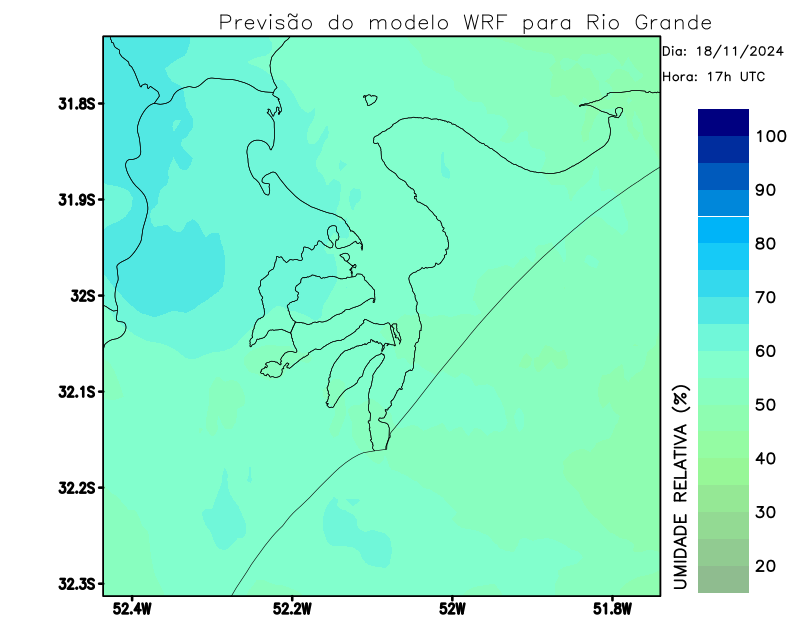 Previsão do modelo WRF para Rio Grande
Dia: 18/11/2024
Hora: 17h UTC
31.8S
31.9S
32S
32.1S
32.2S
32.3S
52.4W
52.2W
52W
51.8W
100
90
80
70
60
50
40
30
20
UMIDADE RELATIVA (%)